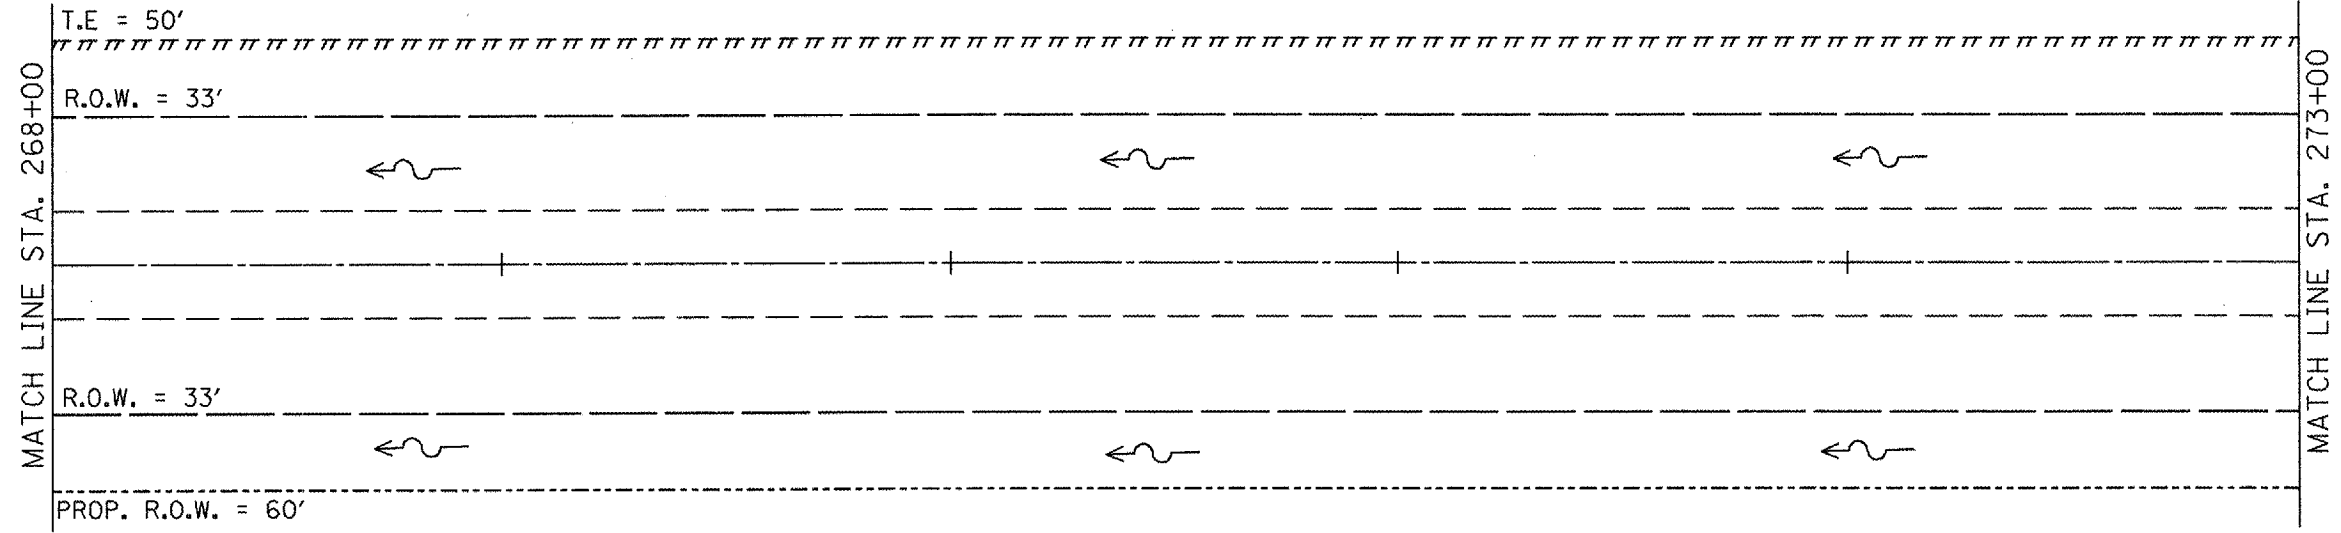 T.E = 50'
R.O.W. = 33'
MATCH LINE STA. 268+00
MATCH LINE STA. 273+00
R.O.W. = 33'
PROP. R.O.W. = 60'